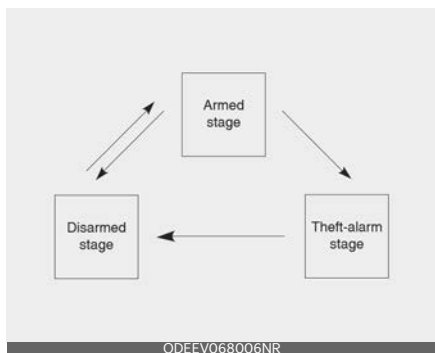 Armed
stage
Disarmed
stage
Theft-alarm
stage
ODEEV068006NR